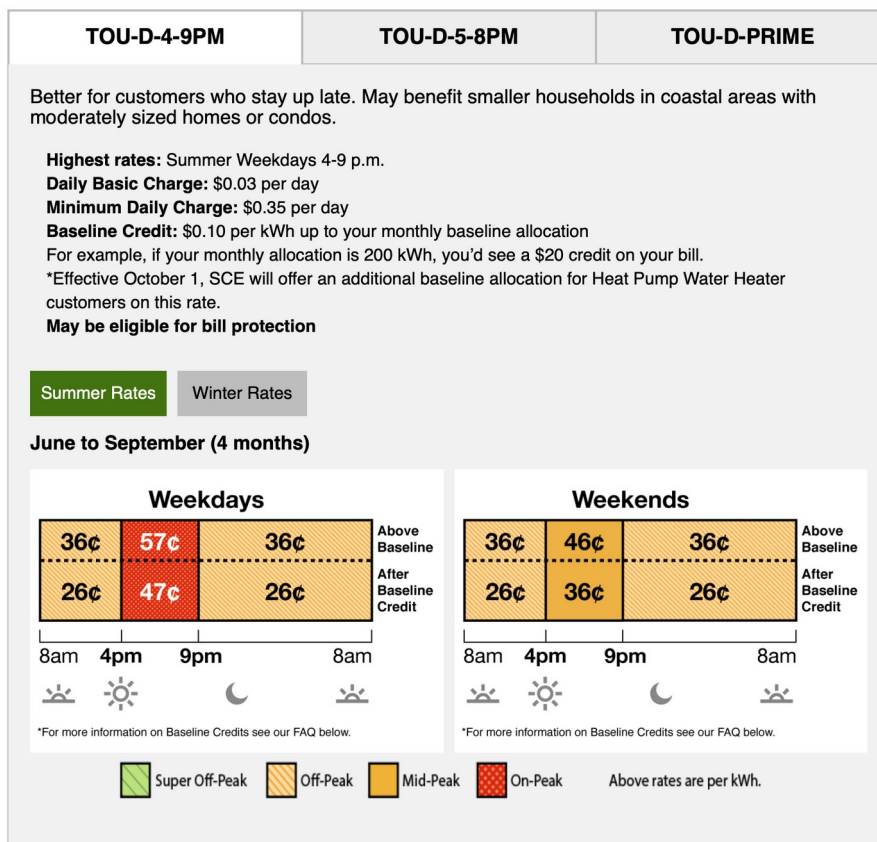 TOU-D-4-9PM
TOU-D-5-8PM
TOU-D-PRIME
Better for customers who stay up late. May benefit smaller households in coastal areas with
moderately sized homes or condos.
Highest rates: Summer Weekdays 4-9 p.m.
Daily Basic Charge: $0.03 per day
Minimum Daily Charge: $0.35 per day
Baseline Credit: $0.10 per kWh up to your monthly baseline allocation
For example, if your monthly allocation is 200 kWh, you’d see a $20 credit on your bill.
*Effective October 1, SCE will offer an additional baseline allocation for Heat Pump Water Heater
customers on this rate.
May be eligible for bill protection
Summer Rates
Winter Rates
June to September (4 months)
Weekdays
36¢ 57¢ 36¢
Above
Baseline
26¢ 47¢ 26¢
After
Baseline
Credit
8am 4pm 9pm 8am
*For more information on Baseline Credits see our FAQ below.
Weekends
36¢ 46¢ 36¢
Above
Baseline
26¢ 36¢ 26¢
After
Baseline
Credit
8am 4pm 9pm 8am
*For more information on Baseline Credits see our FAQ below.
Super Off-Peak
Off-Peak
Mid-Peak
On-Peak
Above rates are per kWh.